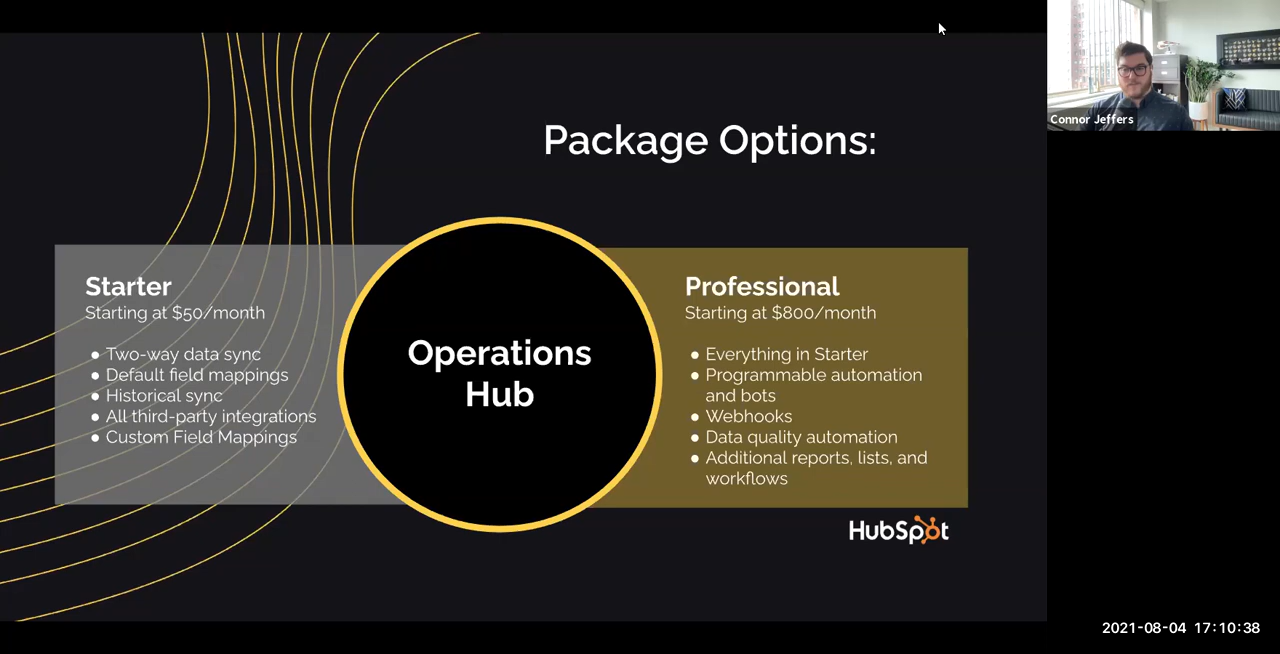 Package Options:
Starter
Starting at $50/month
● Two-way data sync
● Default field mappings
● Historical sync
● All third-party integrations
● Custom Field Mappings
Operations
Hub
Professional
Starting at $800/month
● Everything in Starter
● Programmable automation
and bots
● Webhooks
● Data quality automation
● Additional reports, lists, and
workflows
HubSpot
Connor Jeffers
2021-08-04 17:10:38